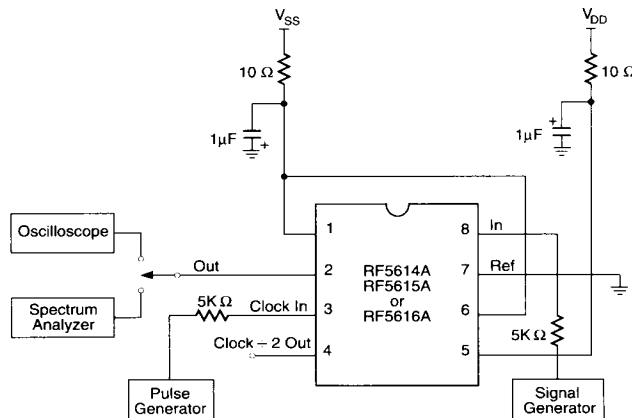 VSS
VDD
10 Ω
10 Ω
1µF
+
+
1µF
Oscilloscope
Spectrum
Analyzer
Out
5K Ω
Clock In
Clock ÷ 2 Out
Pulse
Generator
1
2
3
4
RF5614A
RF5615A
or
RF5616A
8
7
6
5
In
Ref
5K Ω
Signal
Generator